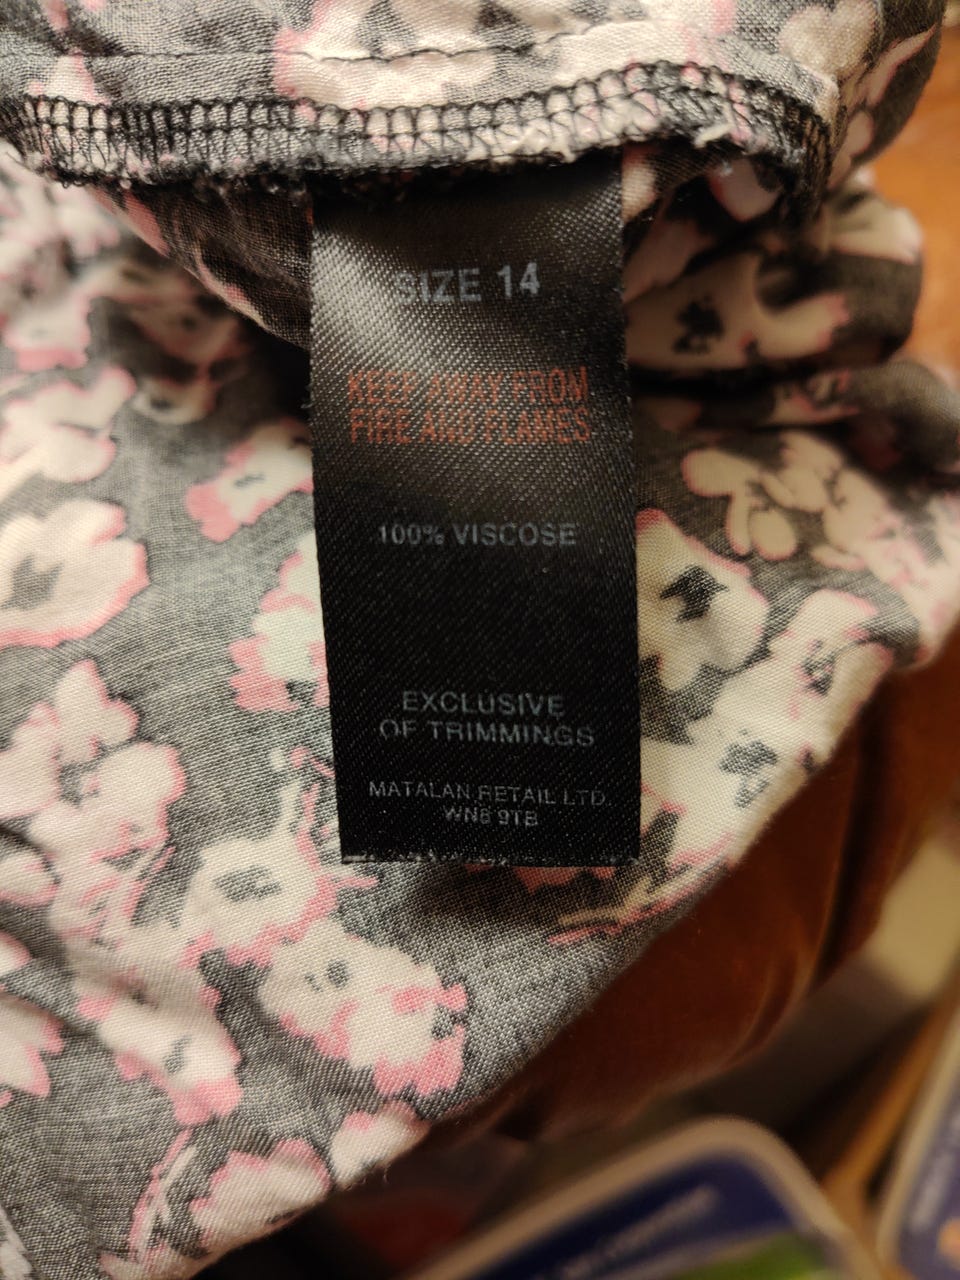 SIZE 14
KEEP AWAY FROM
FIRE AND FLAMES
100% VISCOSE
EXCLUSIVE
OF TRIMMINGS
MATALAN RETAIL LTD.
WN8 9TB